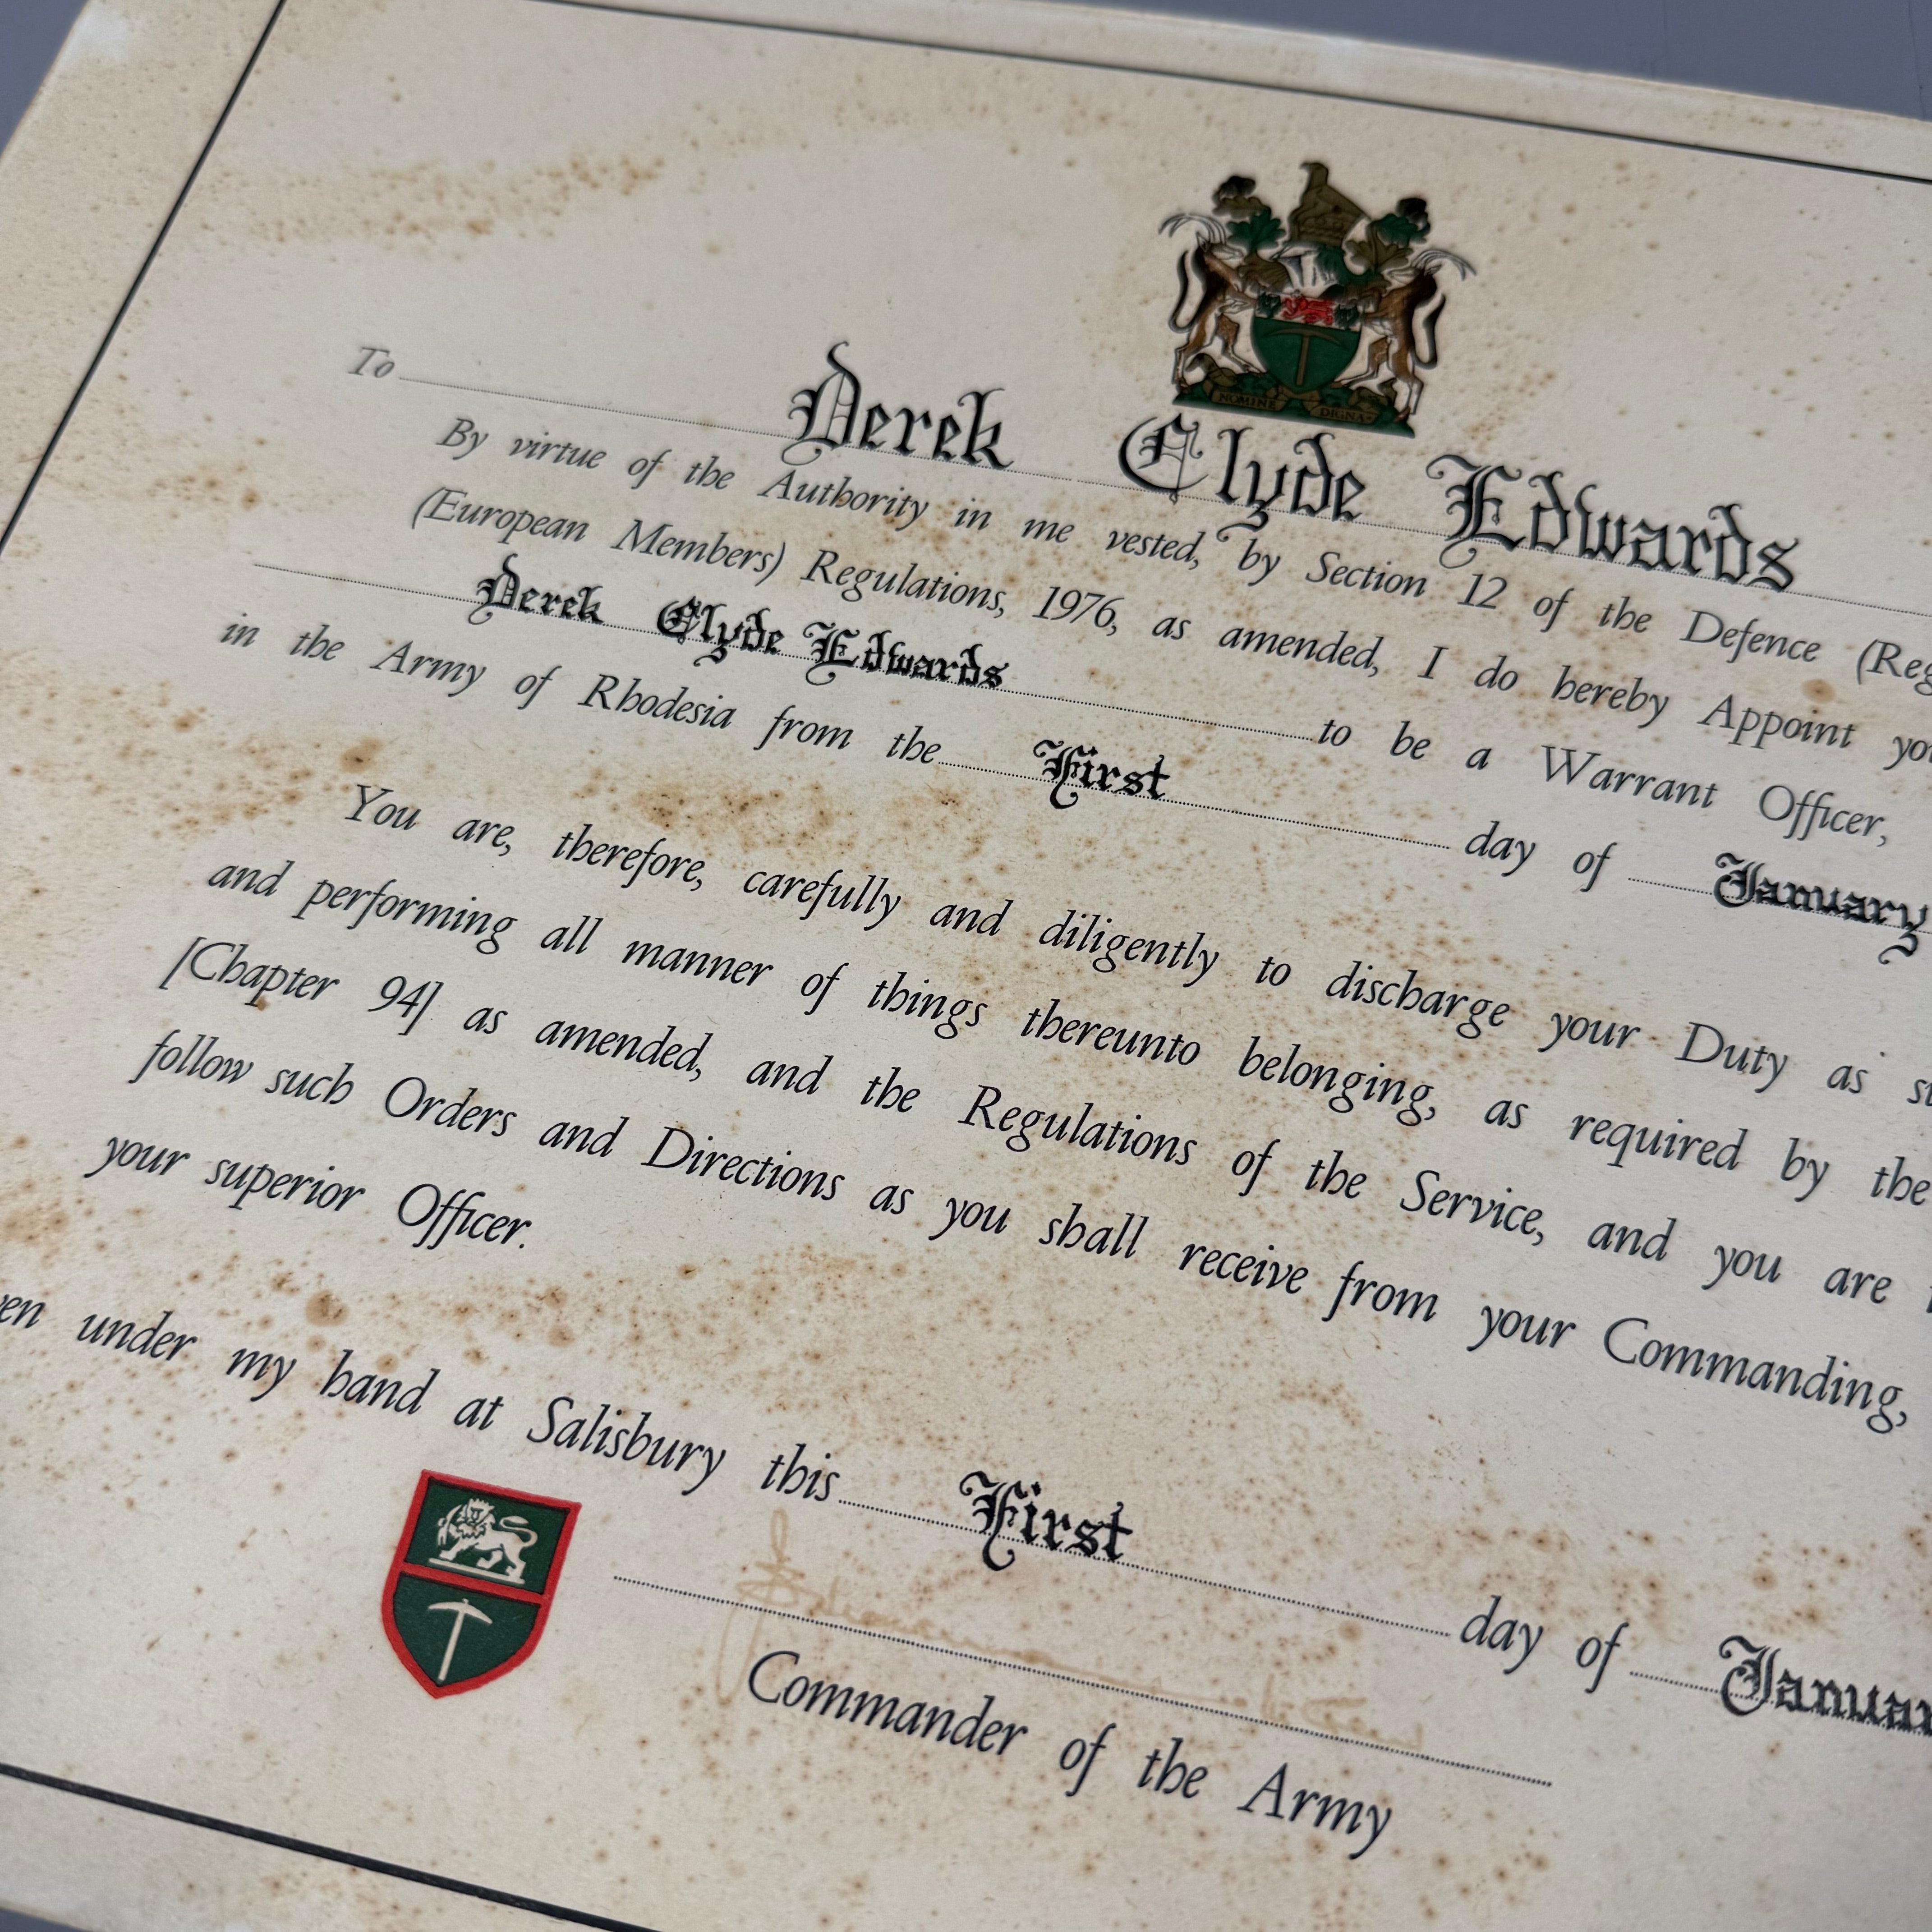 NOMINE DIGNA
To Derek Clyde Edwards
By virtue of the Authority in me vested, by Section 12 of the Defence (Reg
(European Members) Regulations, 1976, as amended, I do hereby Appoint you
Derek Clyde Edwards to be a Warrant Officer,
in the Army of Rhodesia from the First day of January
You are, therefore, carefully and diligently to discharge your Duty as
and performing all manner of things thereunto belonging, as required by the
[Chapter 94] as amended, and the Regulations of the Service, and you are
follow such Orders and Directions as you shall receive from your Commanding,
your superior Officer.
en under my hand at Salisbury this First day of Januar
Commander of the Army